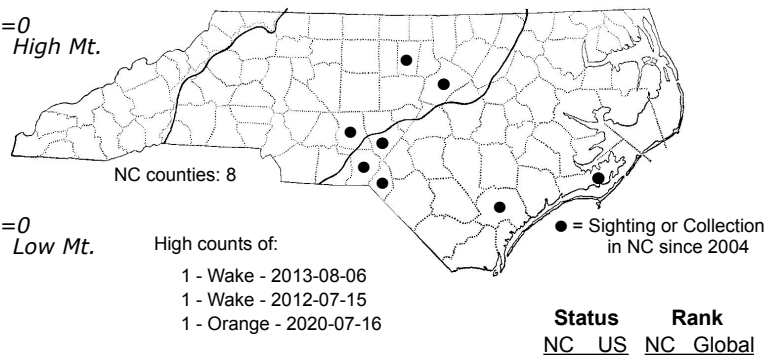 =0
High Mt.
NC counties: 8
=0
Low Mt.
High counts of:
1 - Wake - 2013-08-06
1 - Wake - 2012-07-15
1 - Orange - 2020-07-16
● = Sighting or Collection
in NC since 2004
Status Rank
NC US NC Global